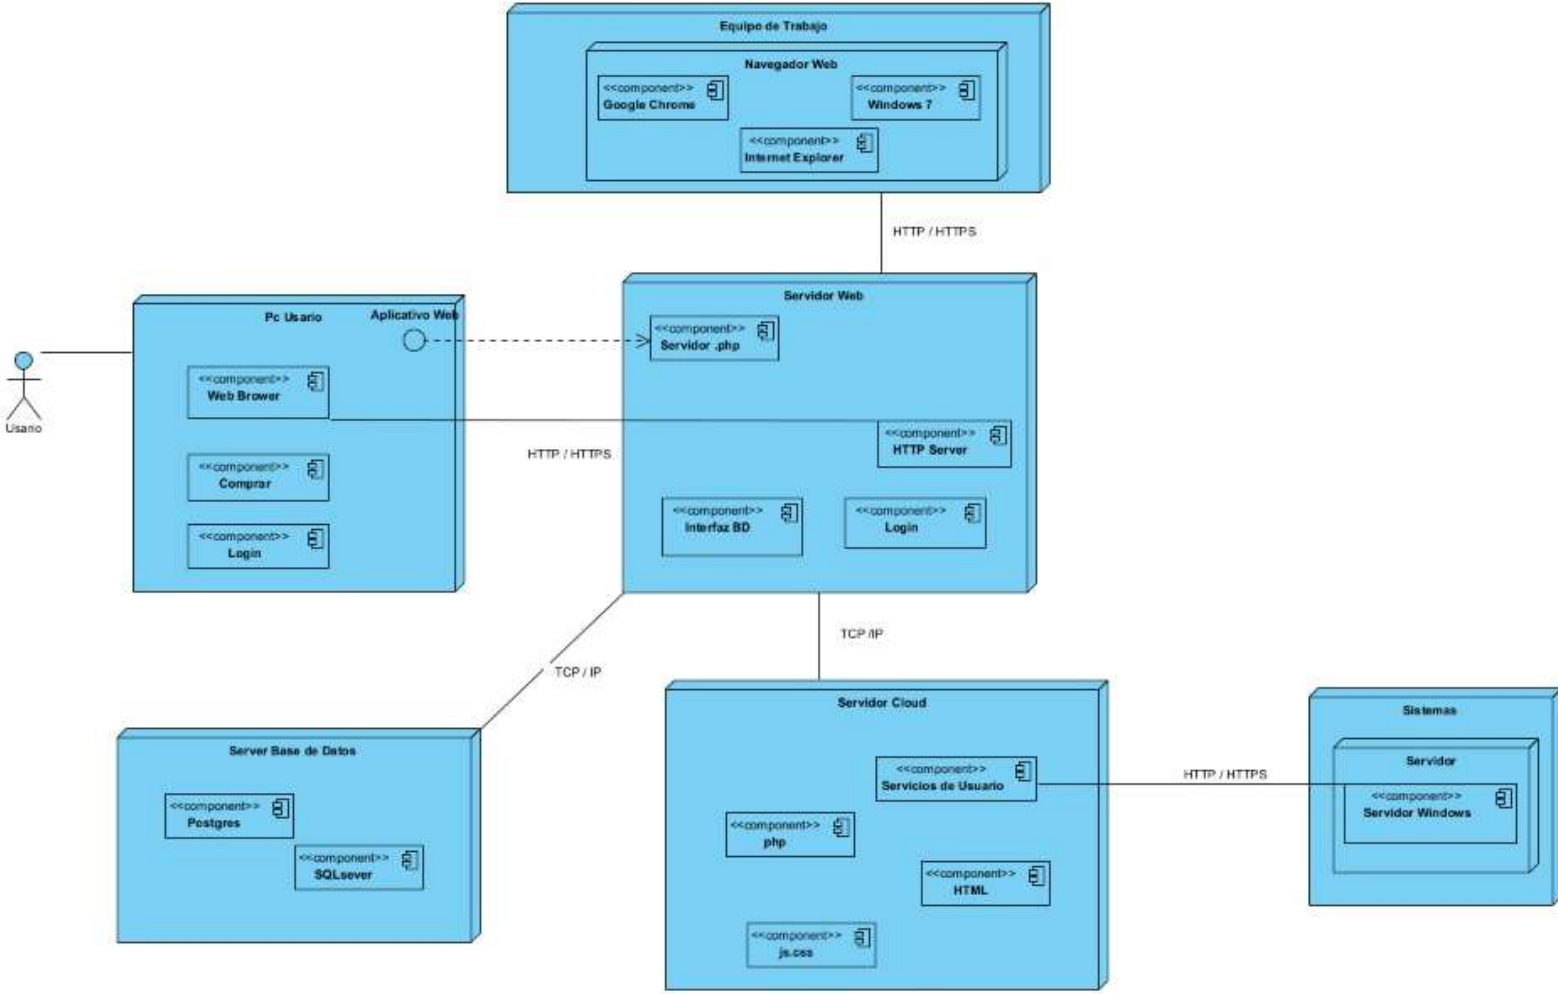 Equipo de Trabajo
Navegador Web
<<component>>
Google Chrome
<<component>>
Windows 7
<<component>>
Internet Explorer
HTTP / HTTPS
Servidor Web
<<component>>
Servidor .php
<<component>>
HTTP Server
<<component>>
Interfaz BD
<<component>>
Login
Pc Usario
Aplicativo Web
<<component>>
Web Brower
<<component>>
Comprar
<<component>>
Login
Usario
HTTP / HTTPS
TCP / IP
TCP /IP
Server Base de Datos
<<component>>
Postgres
<<component>>
SQLsever
Servidor Cloud
<<component>>
Servicios de Usuario
<<component>>
php
<<component>>
HTML
<<component>>
js.css
HTTP / HTTPS
Sistemas
Servidor
<<component>>
Servidor Windows